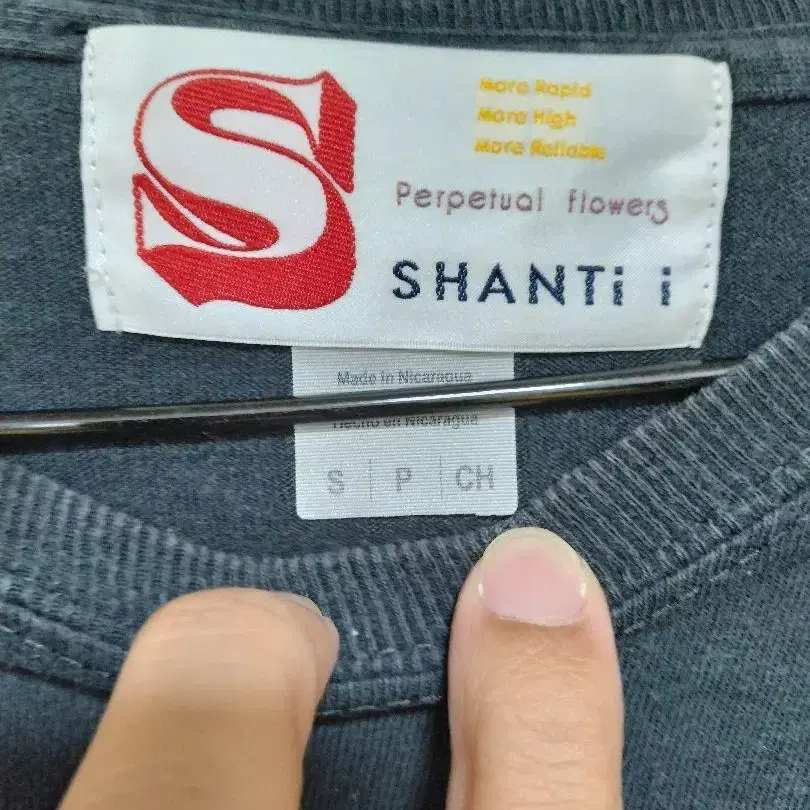 S
More Rapid
More High
More Reliable
Perpetual flowers
SHANTi i
Made in Nicaragua
Hecho en Nicaragua
S P CH